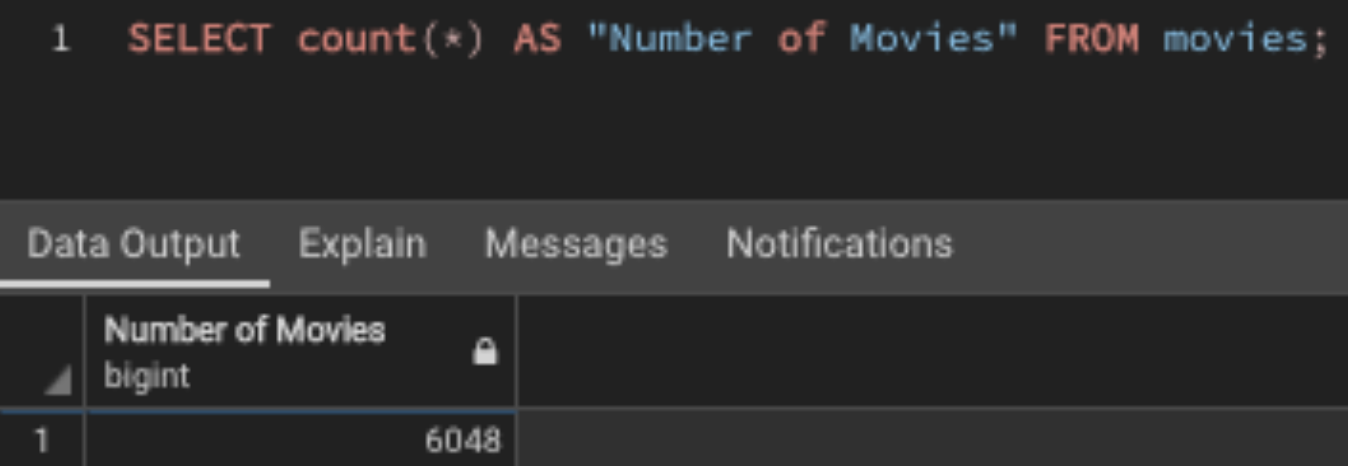 1 SELECT count(*) AS "Number of Movies" FROM movies;
Data Output Explain Messages Notifications
Number of Movies
bigint
1 6048